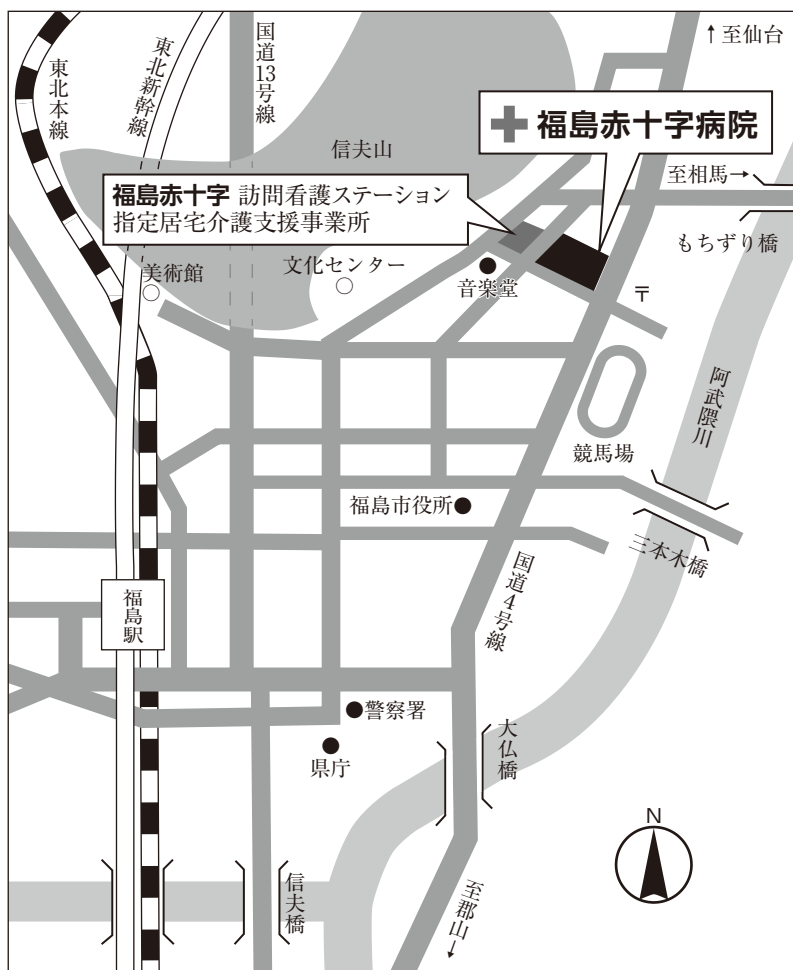 ↑至仙台
国道13号線
東北新幹線
東北本線
信夫山
福島赤十字病院
至相馬→
福島赤十字 訪問看護ステーション
指定居宅介護支援事業所
もちずり橋
美術館
文化センター
音楽堂
〒
阿武隈川
競馬場
福島市役所
三本木橋
国道4号線
福島駅
警察署
県庁
大仏橋
N
信夫橋
至郡山→